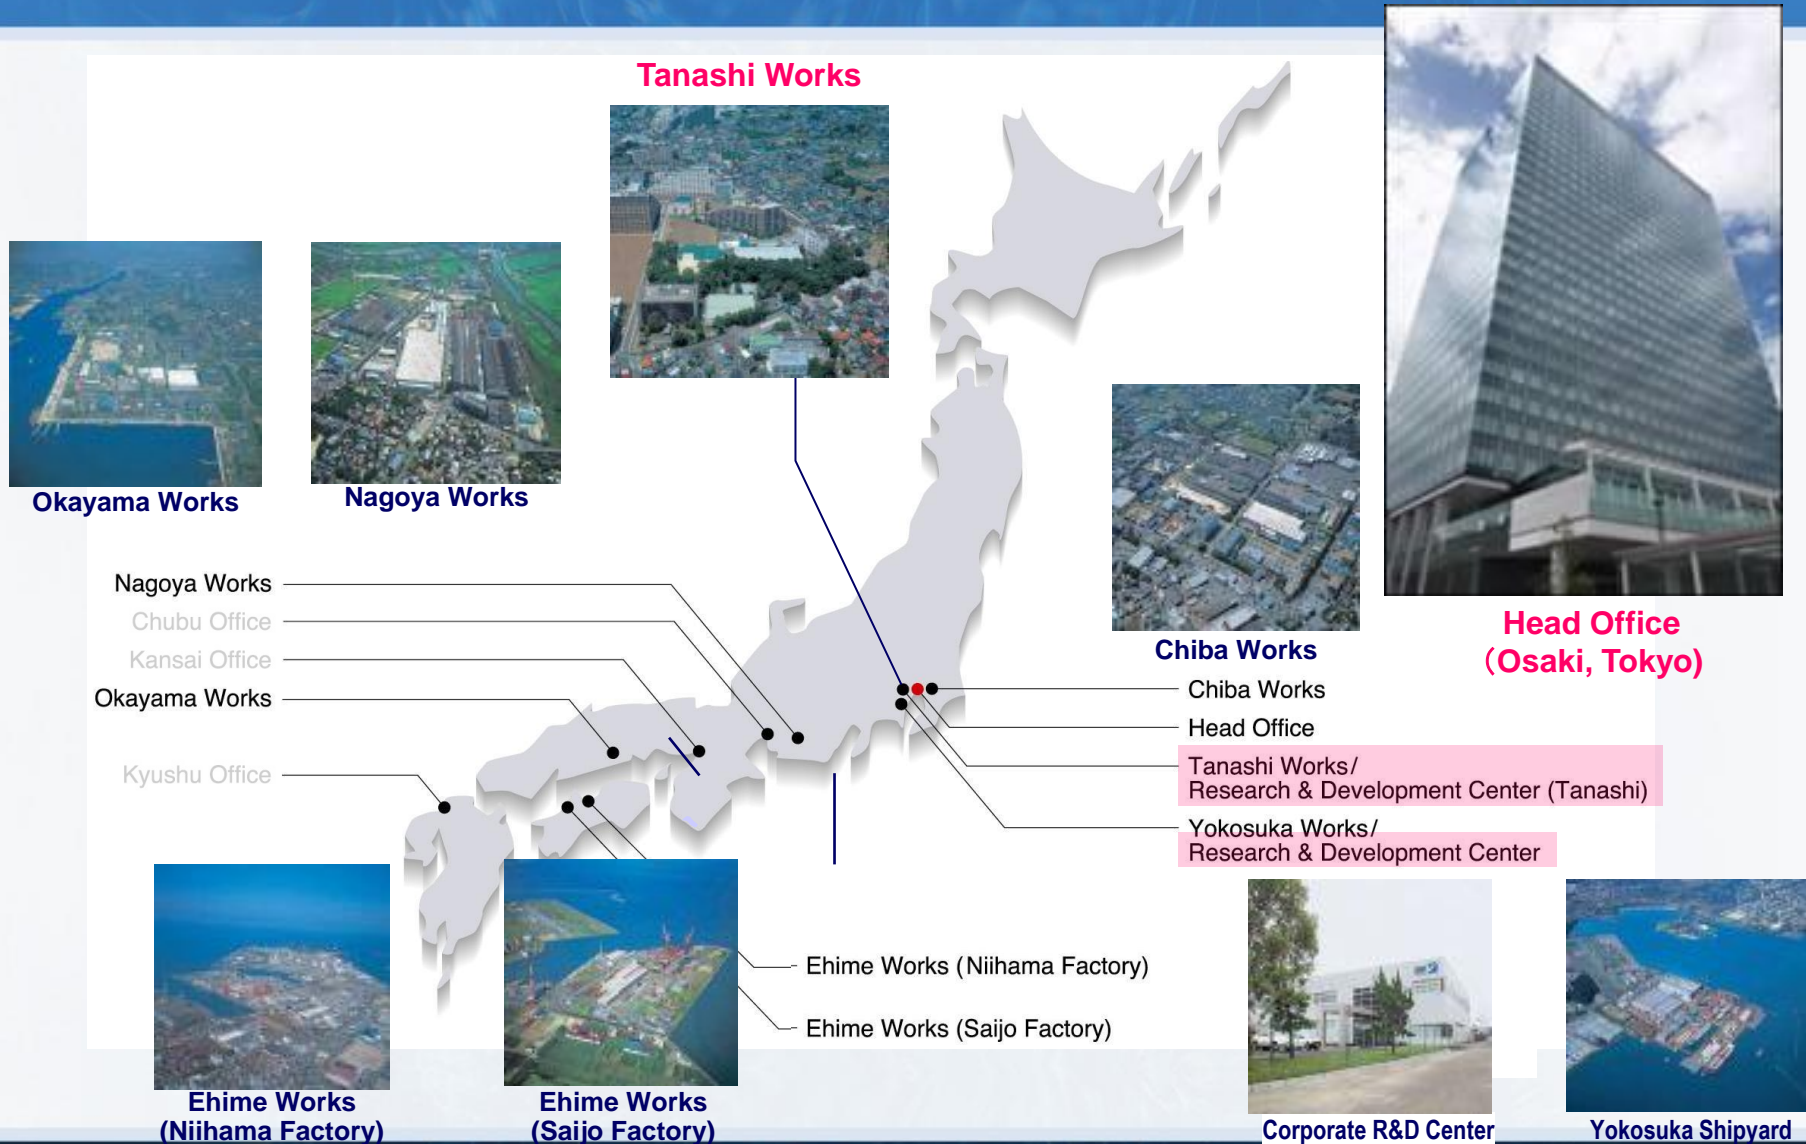 Tanashi Works
Okayama Works
Nagoya Works
Chiba Works
Head Office
（Osaki, Tokyo)
Nagoya Works
Chubu Office
Kansai Office
Okayama Works
Kyushu Office
Chiba Works
Head Office
Tanashi Works/
Research & Development Center (Tanashi)
Yokosuka Works/
Research & Development Center
Ehime Works (Niihama Factory)
Ehime Works (Saijo Factory)
Ehime Works
(Niihama Factory)
Ehime Works
(Saijo Factory)
Corporate R&D Center
Yokosuka Shipyard